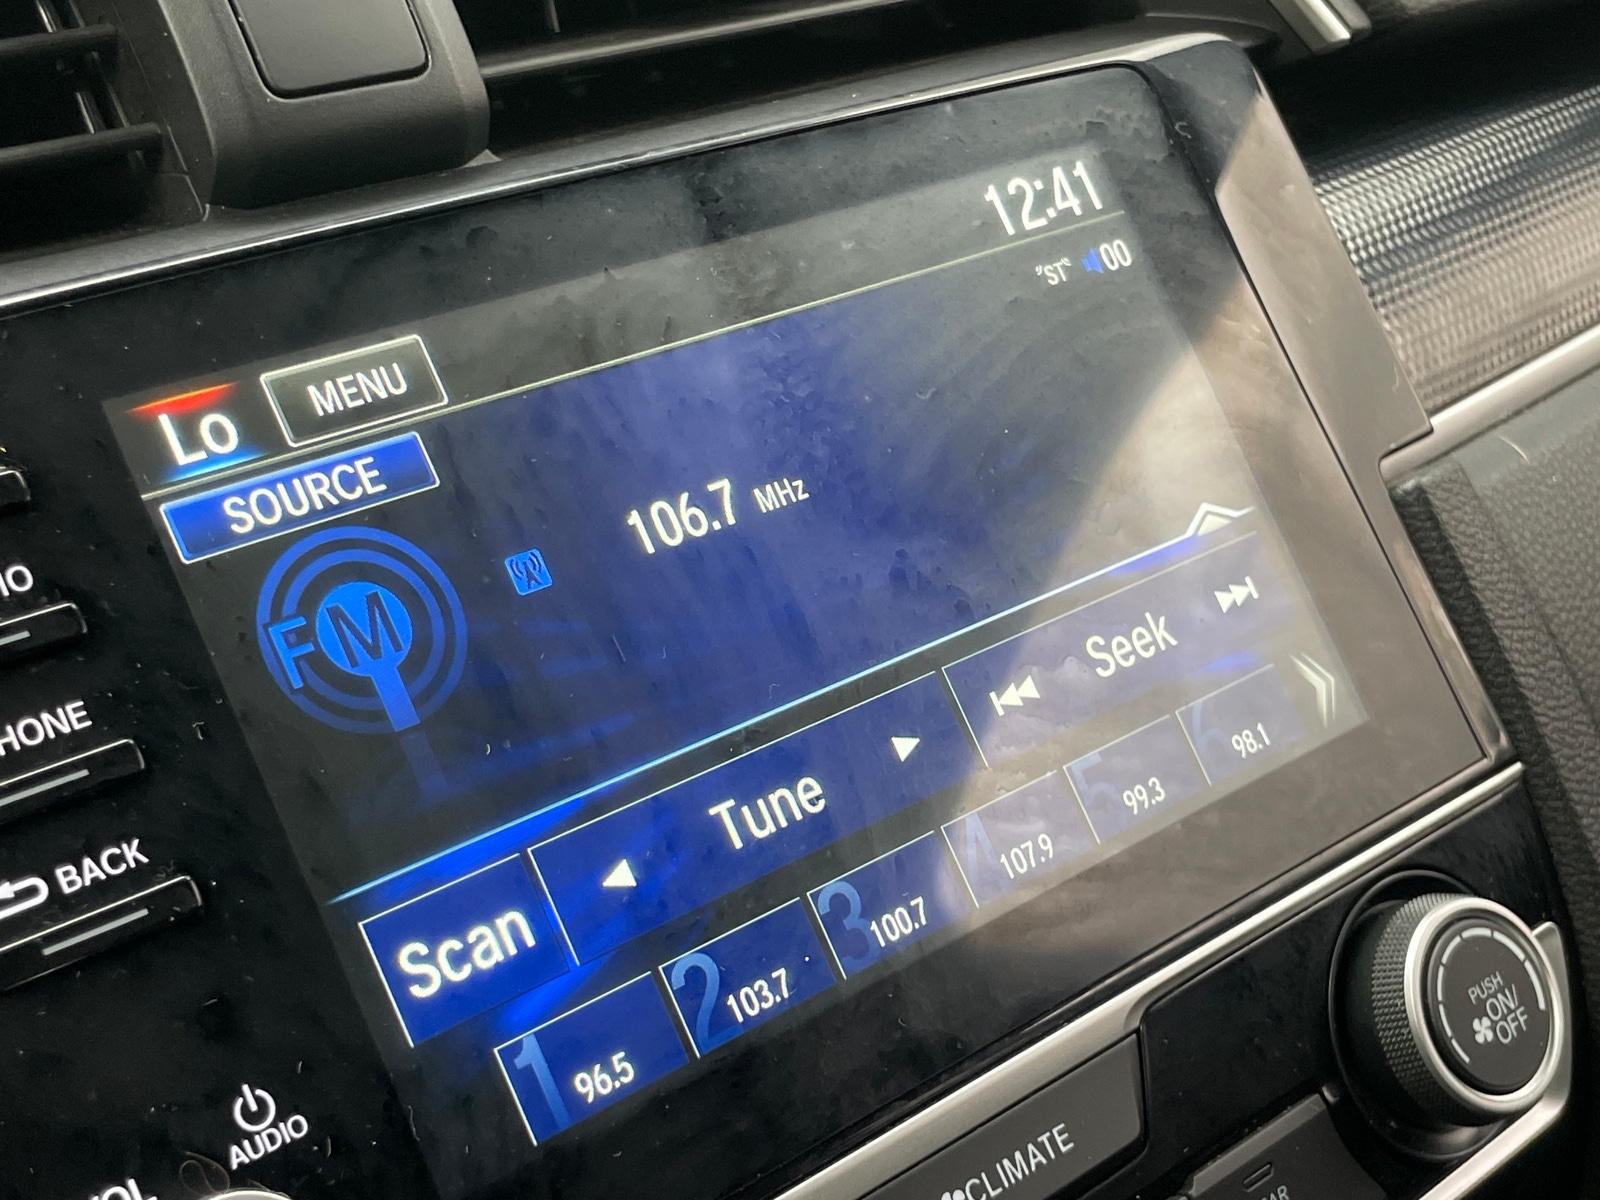 12:41
"ST" 00
Lo MENU
SOURCE
106.7 MHz
FM
Seek
Tune
Scan
1 96.5
2 103.7
3 100.7
4 107.9
5 99.3
6 98.1
BACK
AUDIO
PUSH
ON/
OFF
CLIMATE